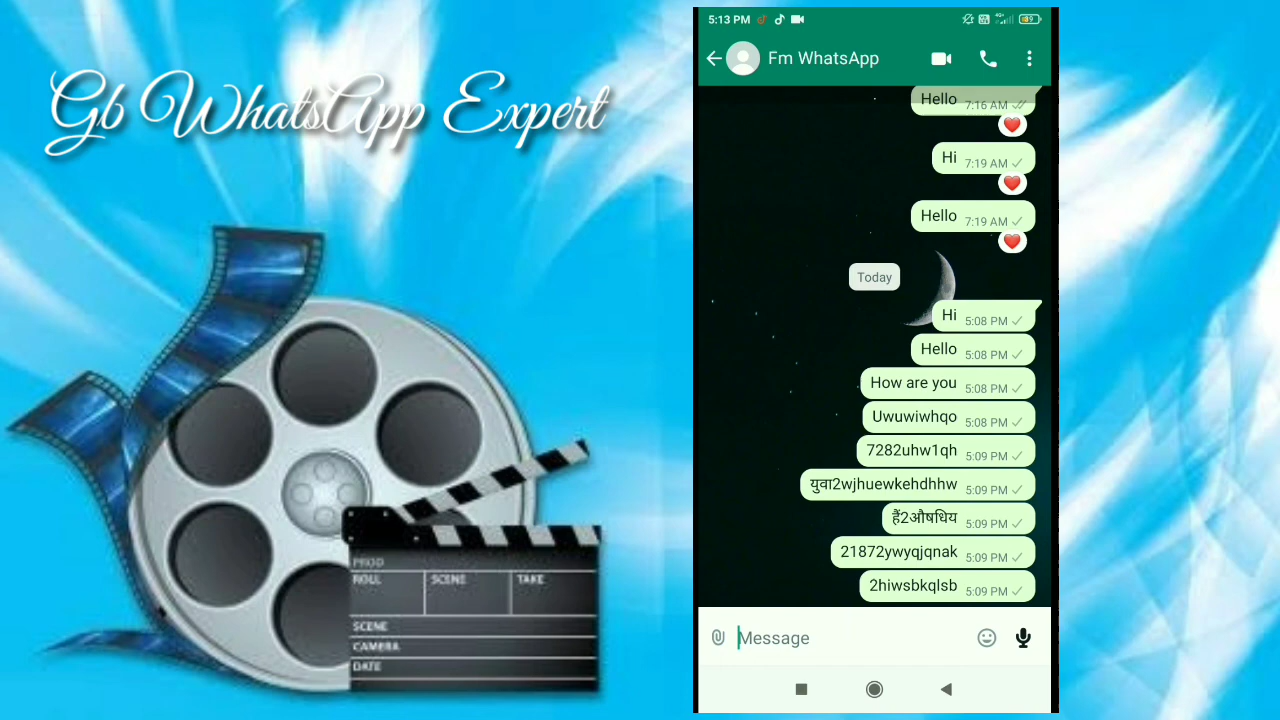 Gb WhatsApp Expert
PROD
ROLL SCENE TAKE
SCENE
CAMERA
DATE
5:13 PM
4G+
89
Fm WhatsApp
Hello 7:16 AM
Hi 7:19 AM
Hello 7:19 AM
Today
Hi 5:08 PM
Hello 5:08 PM
How are you 5:08 PM
Uwuwiwhqo 5:08 PM
7282uhw1qh 5:09 PM
युवा2wjhuewkehdhhw 5:09 PM
हैं2औषधिय 5:09 PM
21872ywyqjqnak 5:09 PM
2hiwsbkqlsb 5:09 PM
Message